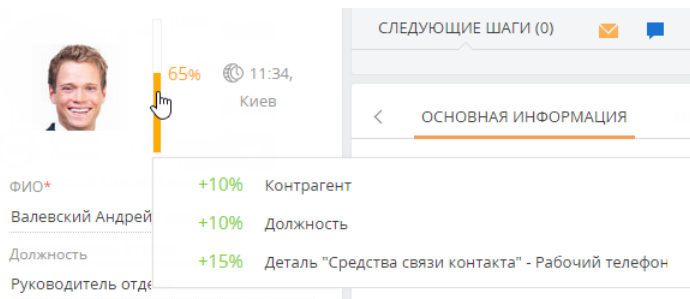 СЛЕДУЮЩИЕ ШАГИ (0)
65%
11:34,
Киев
ОСНОВНАЯ ИНФОРМАЦИЯ
ФИО*
Валевский Андрей
Должность
Руководитель отде
+10% Контрагент
+10% Должность
+15% Деталь "Средства связи контакта" - Рабочий телефон